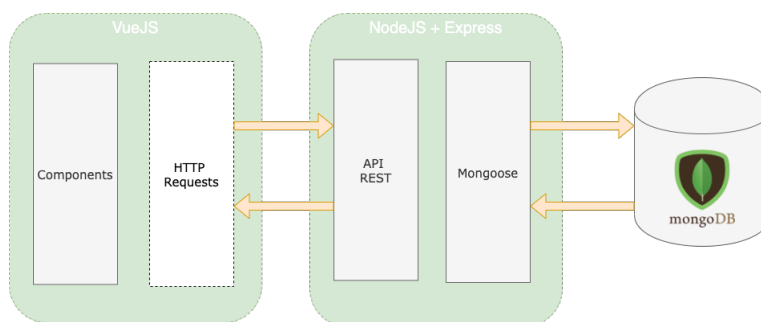 VueJS
NodeJS + Express
Components
HTTP
Requests
API
REST
Mongoose
mongoDB